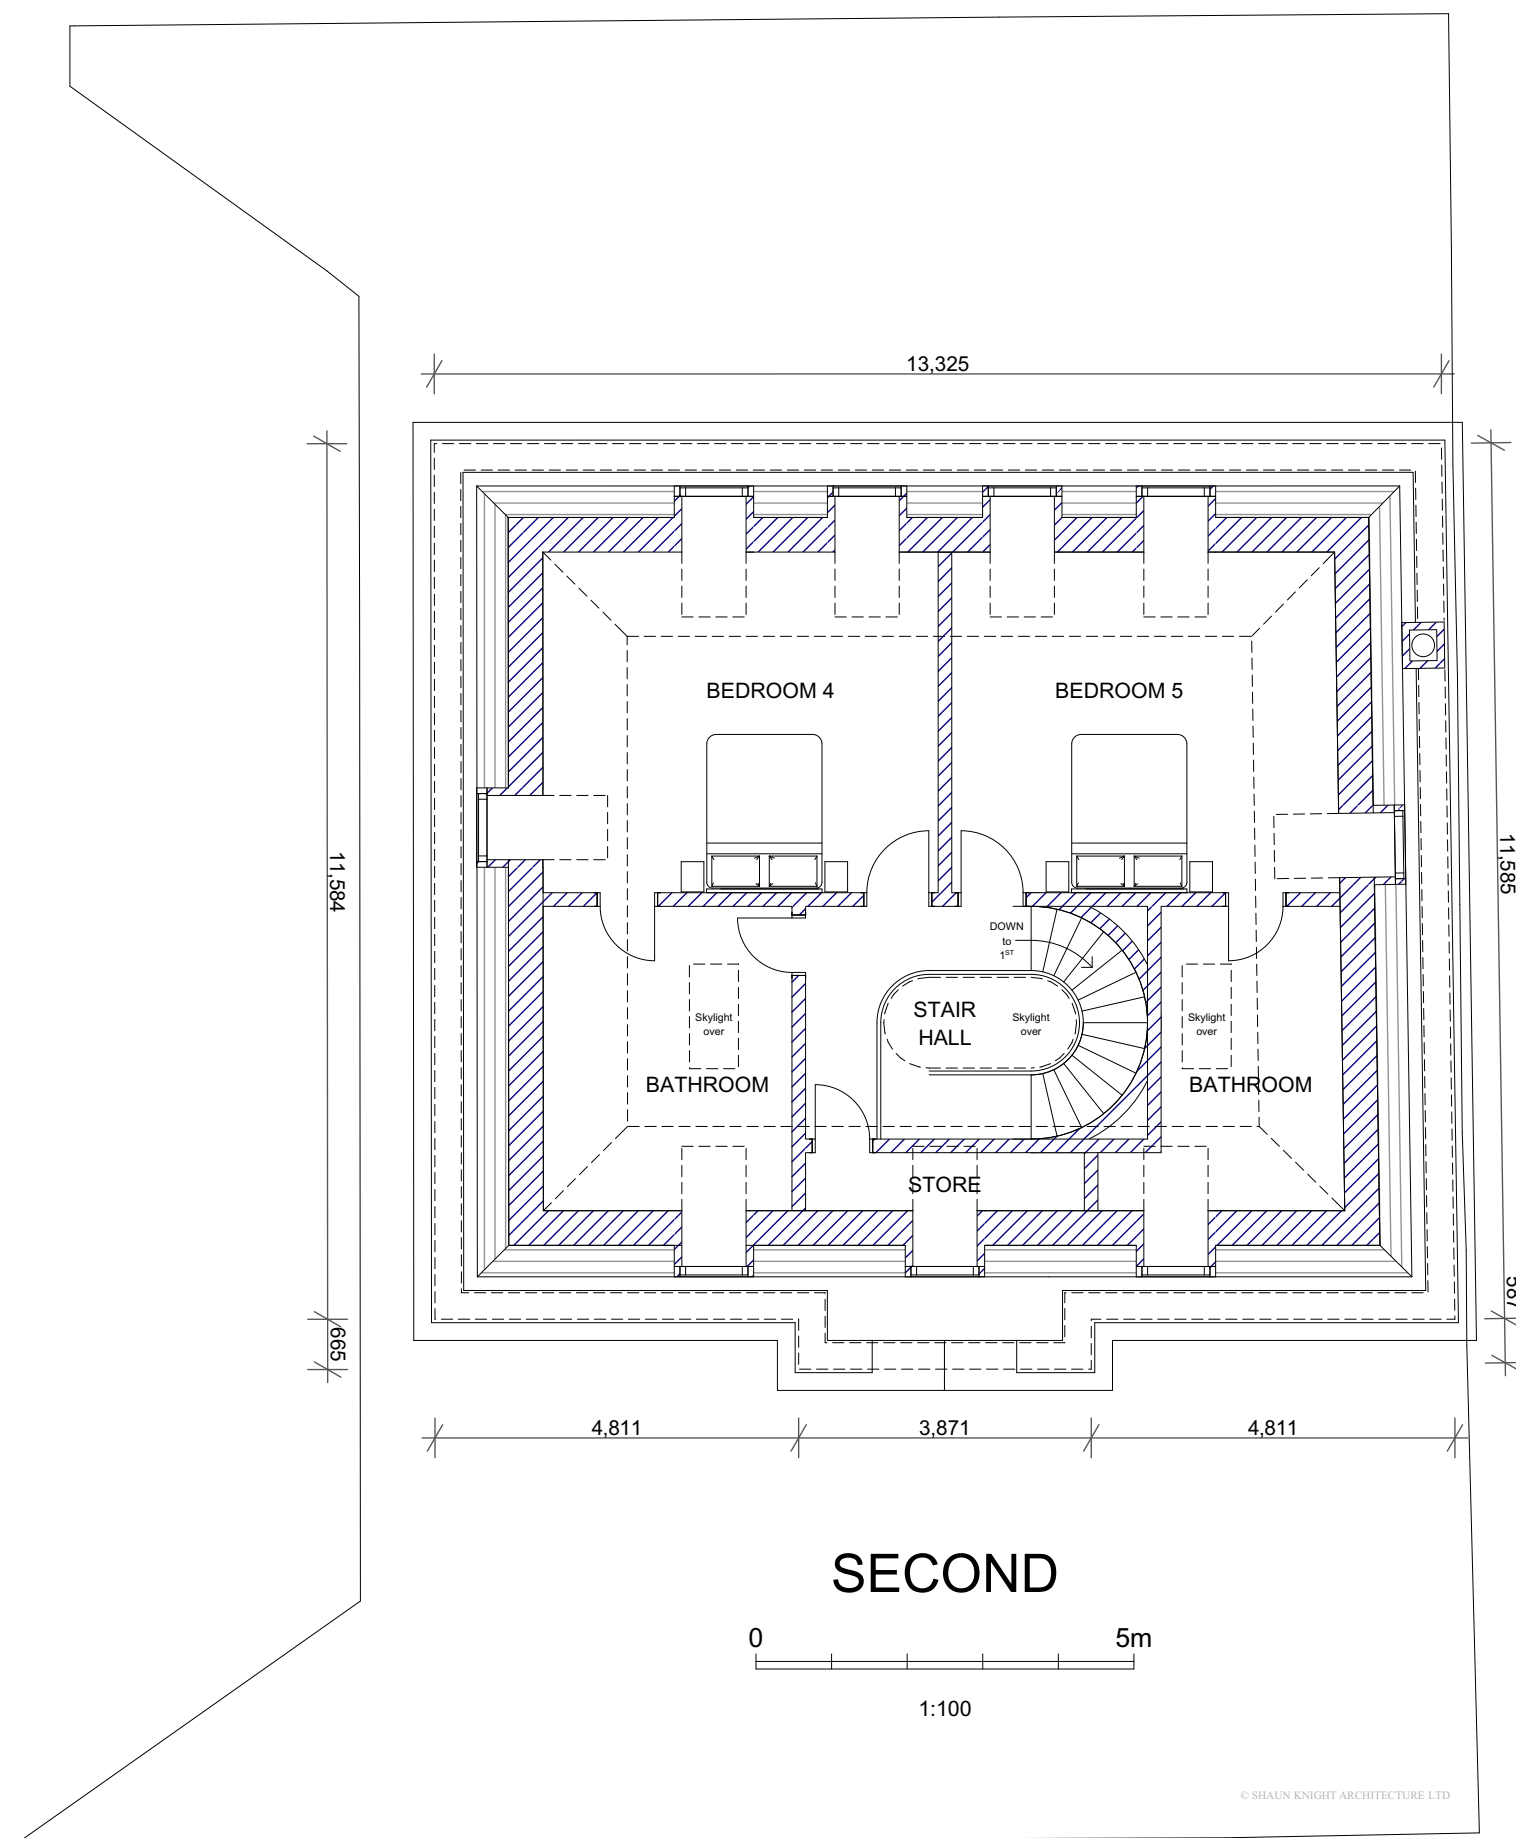 13,325
BEDROOM 4
BEDROOM 5
11,584
11,585
DOWN
to
1ST
STAIR
HALL
Skylight
over
Skylight
over
Skylight
over
BATHROOM
BATHROOM
STORE
665
587
4,811
3,871
4,811
SECOND
0 5m
1:100
© SHAUN KNIGHT ARCHITECTURE LTD